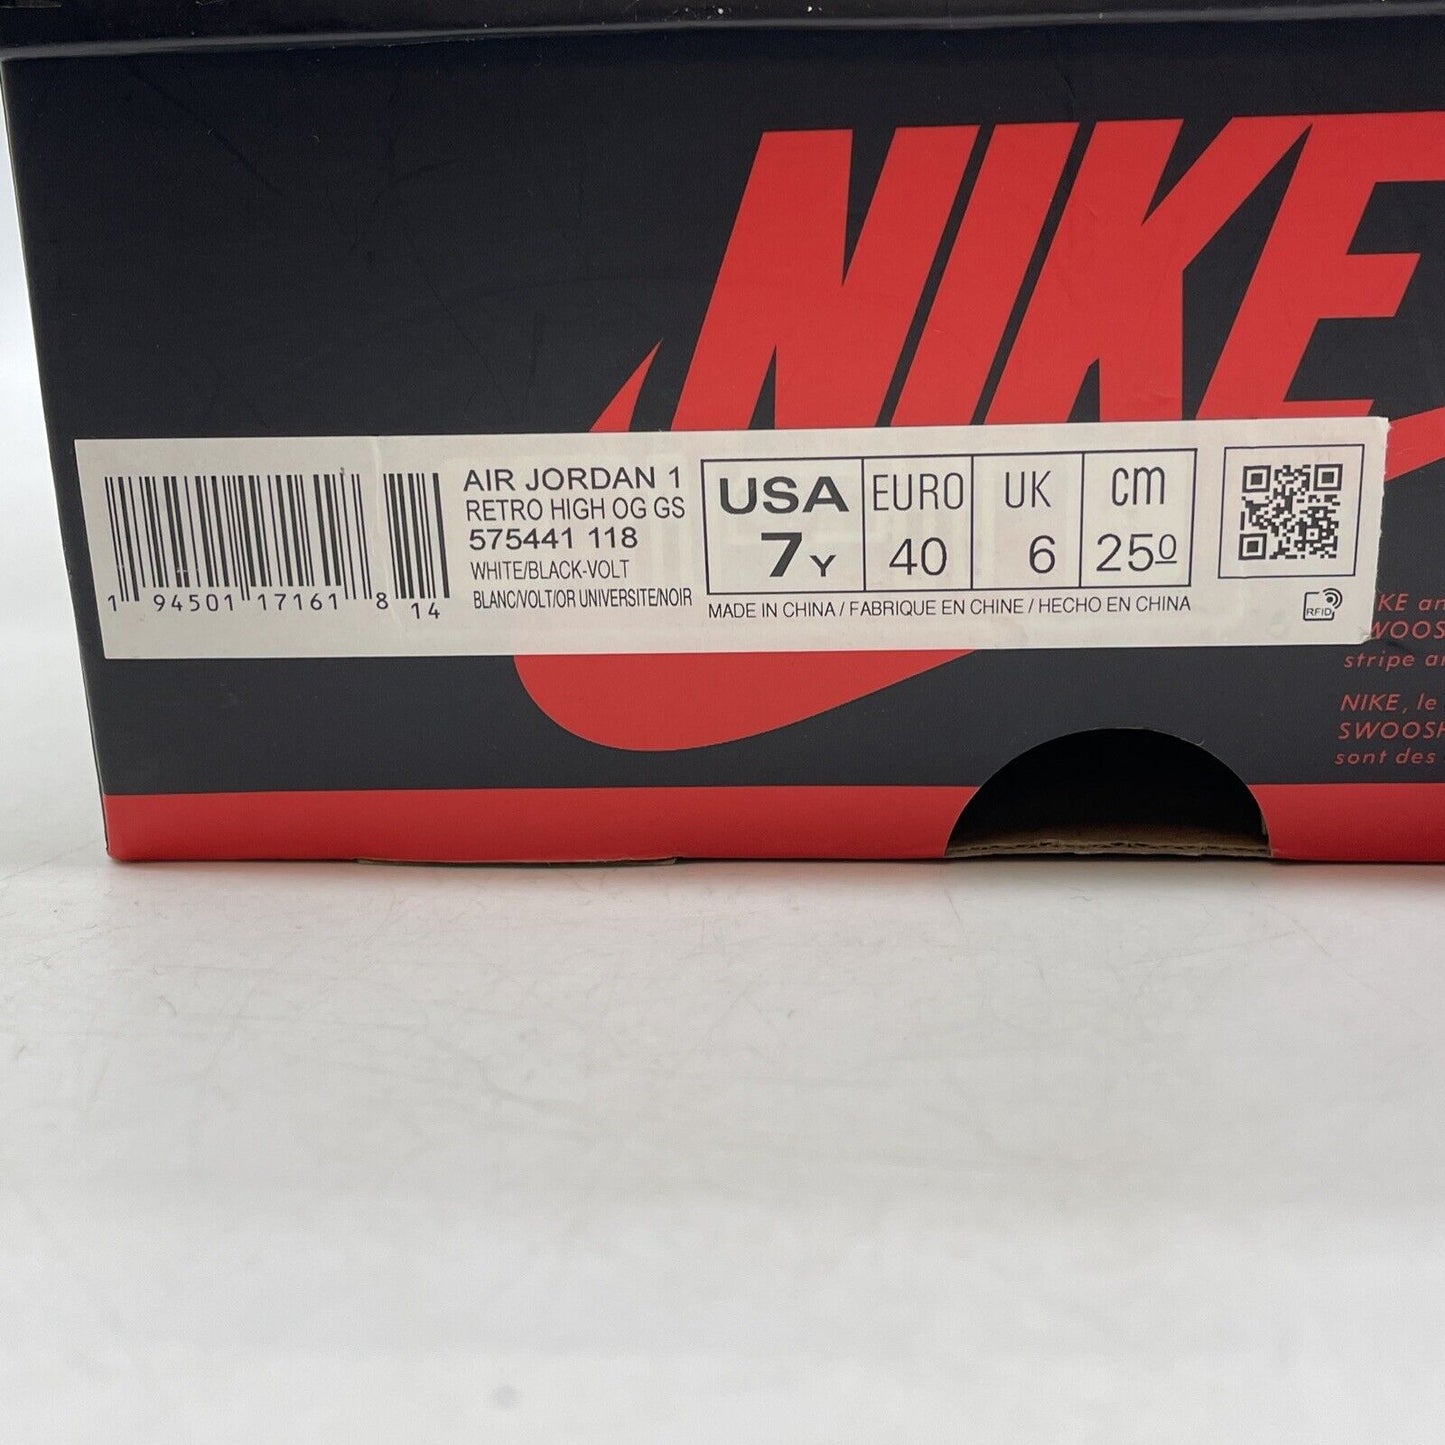 NIKE
AIR JORDAN 1
RETRO HIGH OG GS
575441 118
WHITE/BLACK-VOLT
BLANC/VOLT/OR UNIVERSITE/NOIR
1 94501 17161 8 14
USA EURO UK cm
7Y 40 6 250
MADE IN CHINA / FABRIQUE EN CHINE / HECHO EN CHINA
RFID
stripe
NIKE, le
sont des